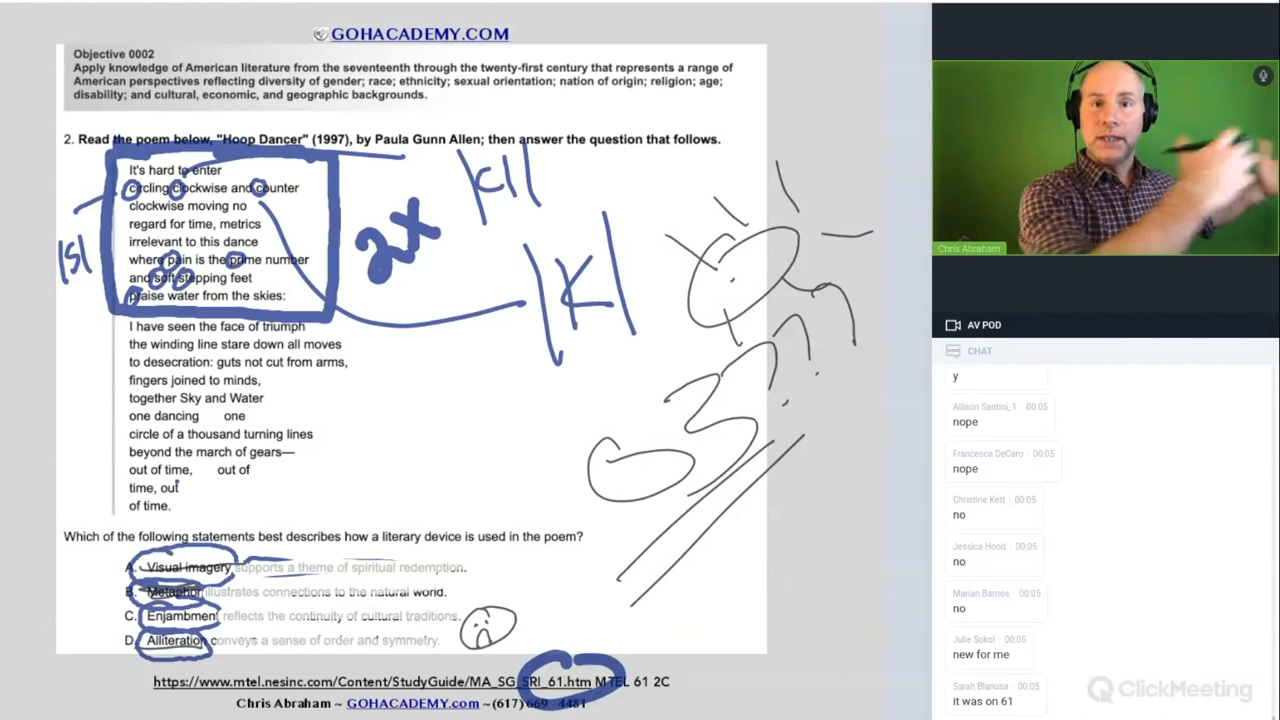 GOHACADEMY.COM
Objective 0002
Apply knowledge of American literature from the seventeenth through the twenty-first century that represents a range of
American perspectives reflecting diversity of gender; race; ethnicity; sexual orientation; nation of origin; religion; age;
disability; and cultural, economic, and geographic backgrounds.
2. Read the poem below, "Hoop Dancer" (1997), by Paula Gunn Allen; then answer the question that follows.
It's hard to enter
circling clockwise and counter
clockwise moving no
regard for time, metrics
irrelevant to this dance
where pain is the prime number
and soft stepping feet
praise water from the skies:
|s|
2x
|k|
|K|
I have seen the face of triumph
the winding line stare down all moves
to desecration: guts not cut from arms,
fingers joined to minds,
together Sky and Water
one dancing one
circle of a thousand turning lines
beyond the march of gears—
out of time, out of
time, out
of time.
Which of the following statements best describes how a literary device is used in the poem?
A. Visual imagery supports a theme of spiritual redemption.
B. Metaphor illustrates connections to the natural world.
C. Enjambment reflects the continuity of cultural traditions.
D. Alliteration conveys a sense of order and symmetry.
https://www.mtel.nesinc.com/Content/StudyGuide/MA_SG_SRI_61.htm MTEL 61 2C
Chris Abraham ~ GOHACADEMY.com ~(617) 669 - 4481
Chris Abraham
AV POD
CHAT
y
Allison Santini_1 00:05
nope
Francesca DeCaro 00:05
nope
Christine Kett 00:05
no
Jessica Hood 00:05
no
Marian Barrios 00:05
no
Julie Sokol 00:05
new for me
Sarah Blanusa 00:05
it was on 61
ClickMeeting